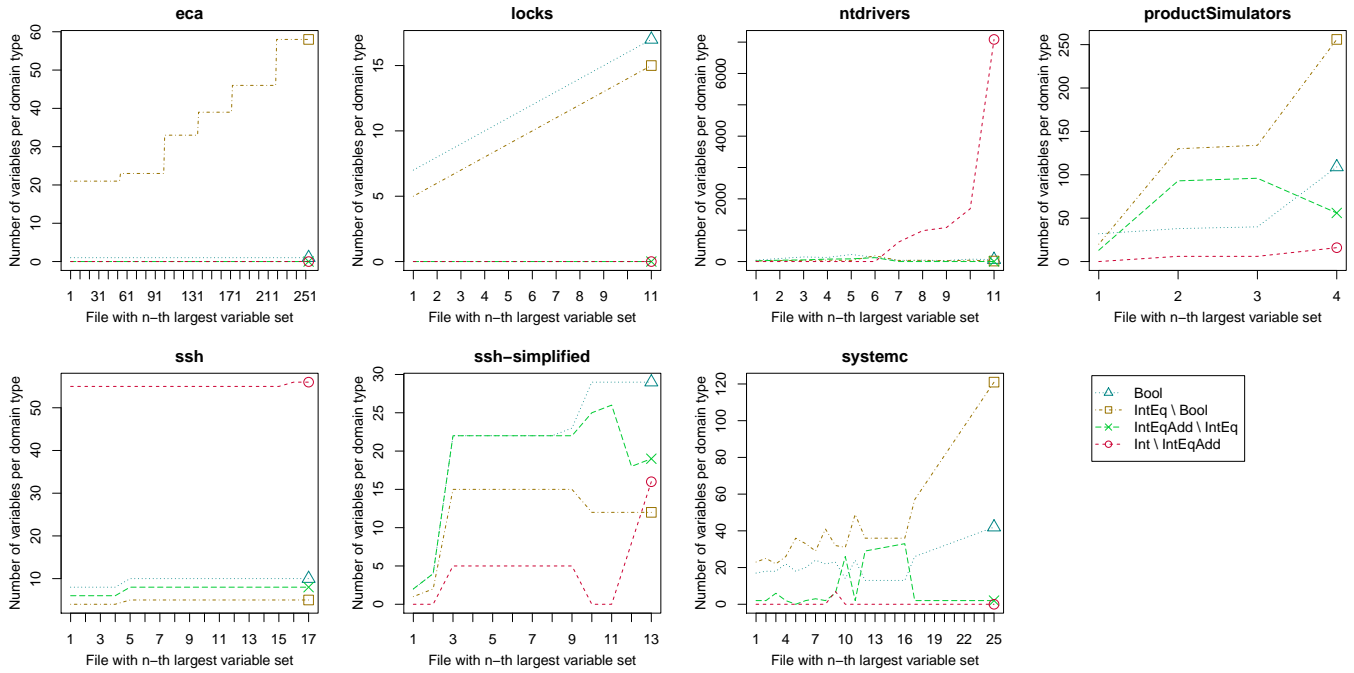 eca
Number of variables per domain type
0 10 20 30 40 50 60
1 31 61 91 131 171 211 251
File with n−th largest variable set
locks
Number of variables per domain type
0 5 10 15
1 2 3 4 5 6 7 8 9 11
File with n−th largest variable set
ntdrivers
Number of variables per domain type
0 2000 4000 6000
1 2 3 4 5 6 7 8 9 11
File with n−th largest variable set
productSimulators
Number of variables per domain type
0 50 100 150 200 250
1 2 3 4
File with n−th largest variable set
ssh
Number of variables per domain type
10 20 30 40 50
1 3 5 7 9 11 13 15 17
File with n−th largest variable set
ssh−simplified
Number of variables per domain type
0 5 10 15 20 25 30
1 3 5 7 9 11 13
File with n−th largest variable set
systemc
Number of variables per domain type
0 20 40 60 80 100 120
1 4 7 10 13 16 19 22 25
File with n−th largest variable set
Bool
IntEq \ Bool
IntEqAdd \ IntEq
Int \ IntEqAdd